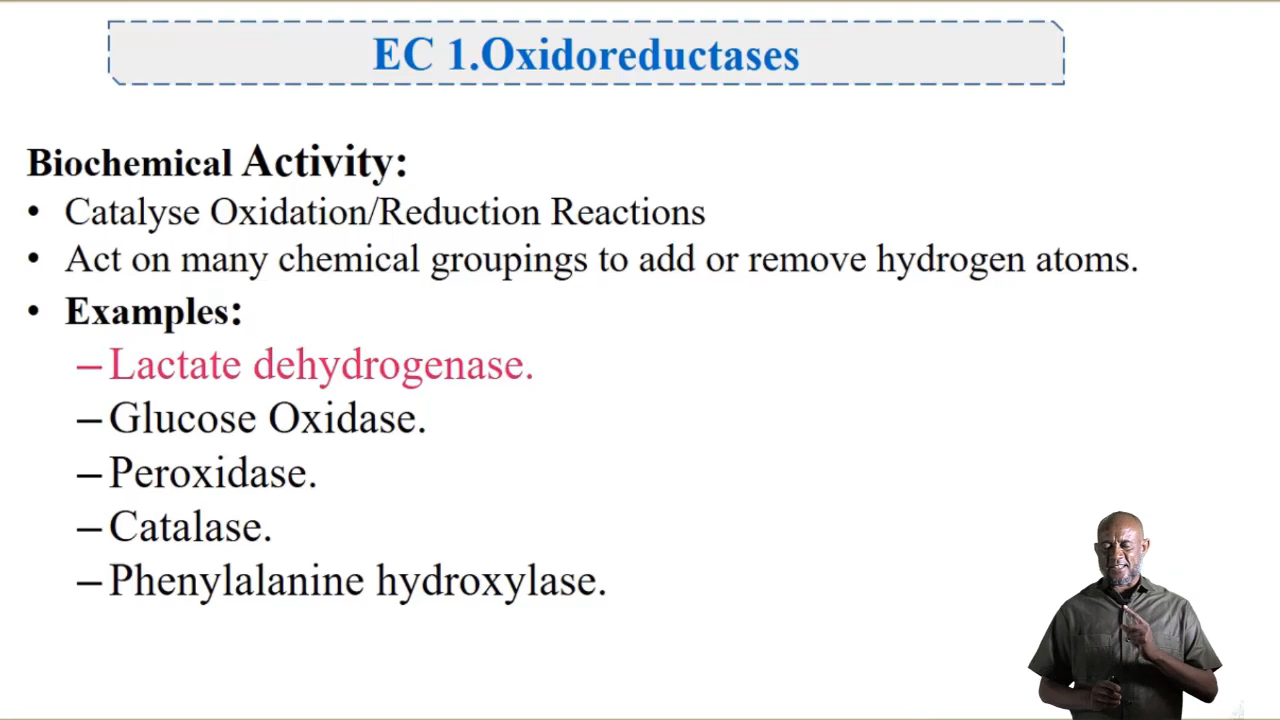 EC 1.Oxidoreductases
Biochemical Activity:
• Catalyse Oxidation/Reduction Reactions
• Act on many chemical groupings to add or remove hydrogen atoms.
• Examples:
–Lactate dehydrogenase.
–Glucose Oxidase.
–Peroxidase.
–Catalase.
–Phenylalanine hydroxylase.